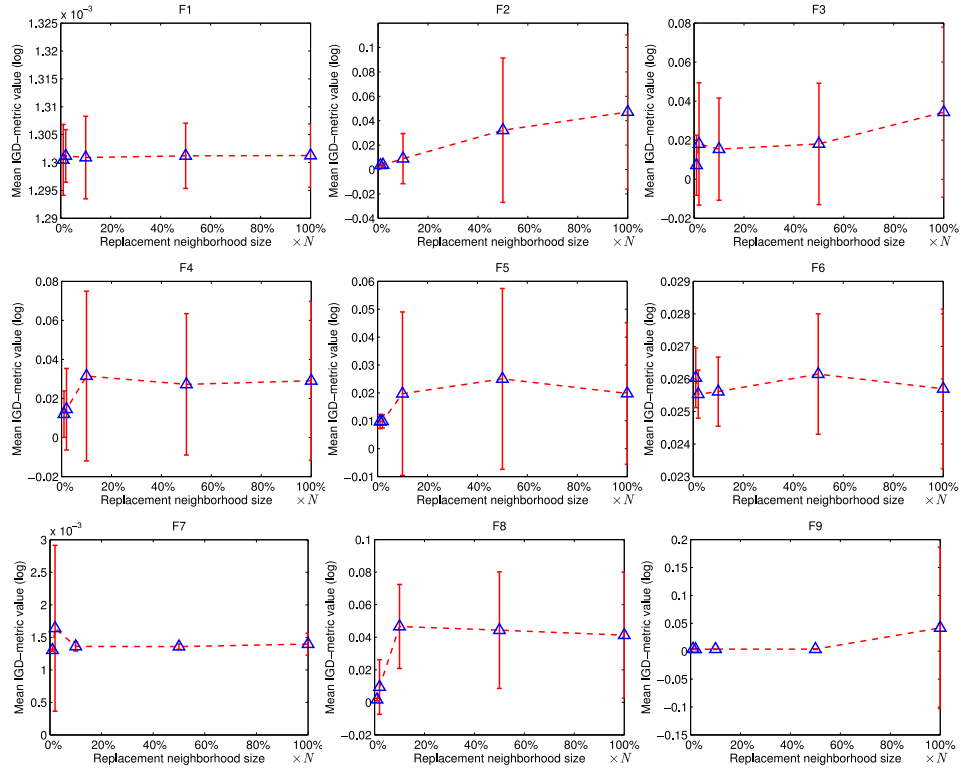 F1
× 10⁻³
Mean IGD−metric value (log)
1.325
1.32
1.315
1.31
1.305
1.3
1.295
1.29
0% 20% 40% 60% 80% 100%
Replacement neighborhood size ×N
F2
Mean IGD−metric value (log)
0.12
0.1
0.08
0.06
0.04
0.02
0
−0.02
−0.04
0% 20% 40% 60% 80% 100%
Replacement neighborhood size ×N
F3
Mean IGD−metric value (log)
0.08
0.06
0.04
0.02
0
−0.02
0% 20% 40% 60% 80% 100%
Replacement neighborhood size ×N
F4
Mean IGD−metric value (log)
0.08
0.06
0.04
0.02
0
−0.02
0% 20% 40% 60% 80% 100%
Replacement neighborhood size ×N
F5
Mean IGD−metric value (log)
0.06
0.05
0.04
0.03
0.02
0.01
0
−0.01
0% 20% 40% 60% 80% 100%
Replacement neighborhood size ×N
F6
Mean IGD−metric value (log)
0.029
0.028
0.027
0.026
0.025
0.024
0.023
0% 20% 40% 60% 80% 100%
Replacement neighborhood size ×N
F7
× 10⁻³
Mean IGD−metric value (log)
3
2.5
2
1.5
1
0.5
0
0% 20% 40% 60% 80% 100%
Replacement neighborhood size ×N
F8
Mean IGD−metric value (log)
0.1
0.08
0.06
0.04
0.02
0
−0.02
0% 20% 40% 60% 80% 100%
Replacement neighborhood size ×N
F9
Mean IGD−metric value (log)
0.2
0.15
0.1
0.05
0
−0.05
−0.1
−0.15
0% 20% 40% 60% 80% 100%
Replacement neighborhood size ×N